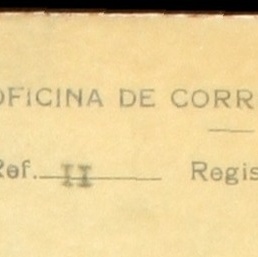 OFICINA DE CORR
Ref. II Regis